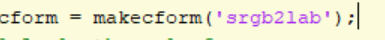 cform = makecform('srgb2lab');